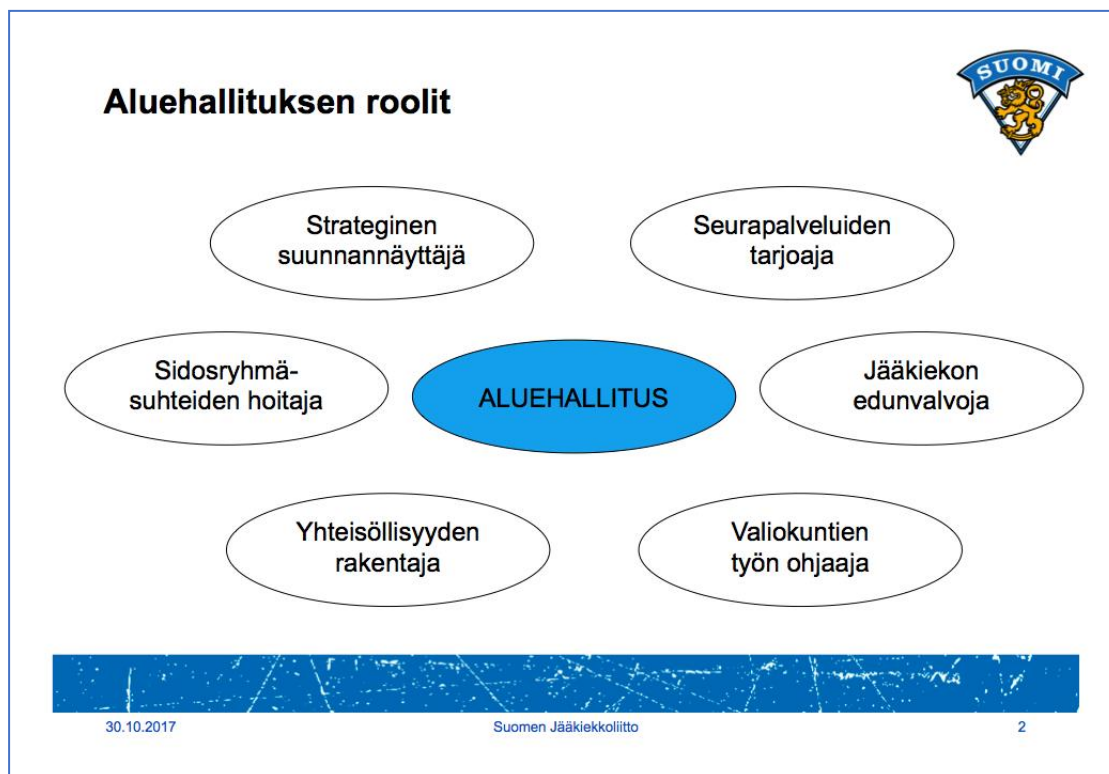 Aluehallituksen roolit
SUOMI
Strateginen
suunnannäyttäjä
Seurapalveluiden
tarjoaja
Sidosryhmä-
suhteiden hoitaja
ALUEHALLITUS
Jääkiekon
edunvalvoja
Yhteisöllisyyden
rakentaja
Valiokuntien
työn ohjaaja
30.10.2017
Suomen Jääkiekkoliitto
2